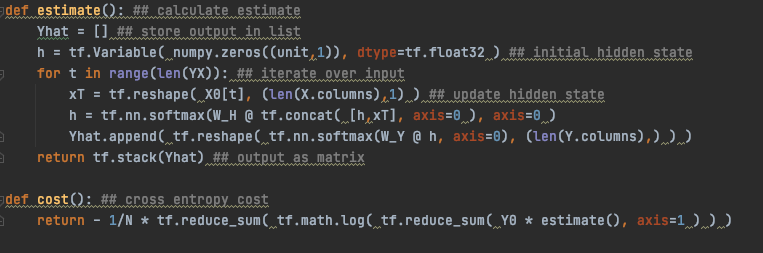 def estimate(): ## calculate estimate
    Yhat = [] ## store output in list
    h = tf.Variable( numpy.zeros((unit,1)), dtype=tf.float32 ) ## initial hidden state
    for t in range(len(YX)): ## iterate over input
        xT = tf.reshape( X0[t], (len(X.columns),1) ) ## update hidden state
        h = tf.nn.softmax(W_H @ tf.concat( [h,xT], axis=0 ), axis=0 )
        Yhat.append( tf.reshape( tf.nn.softmax(W_Y @ h, axis=0), (len(Y.columns),) ) )
    return tf.stack(Yhat) ## output as matrix
def cost(): ## cross entropy cost
    return - 1/N * tf.reduce_sum( tf.math.log( tf.reduce_sum( Y0 * estimate(), axis=1 ) ) )